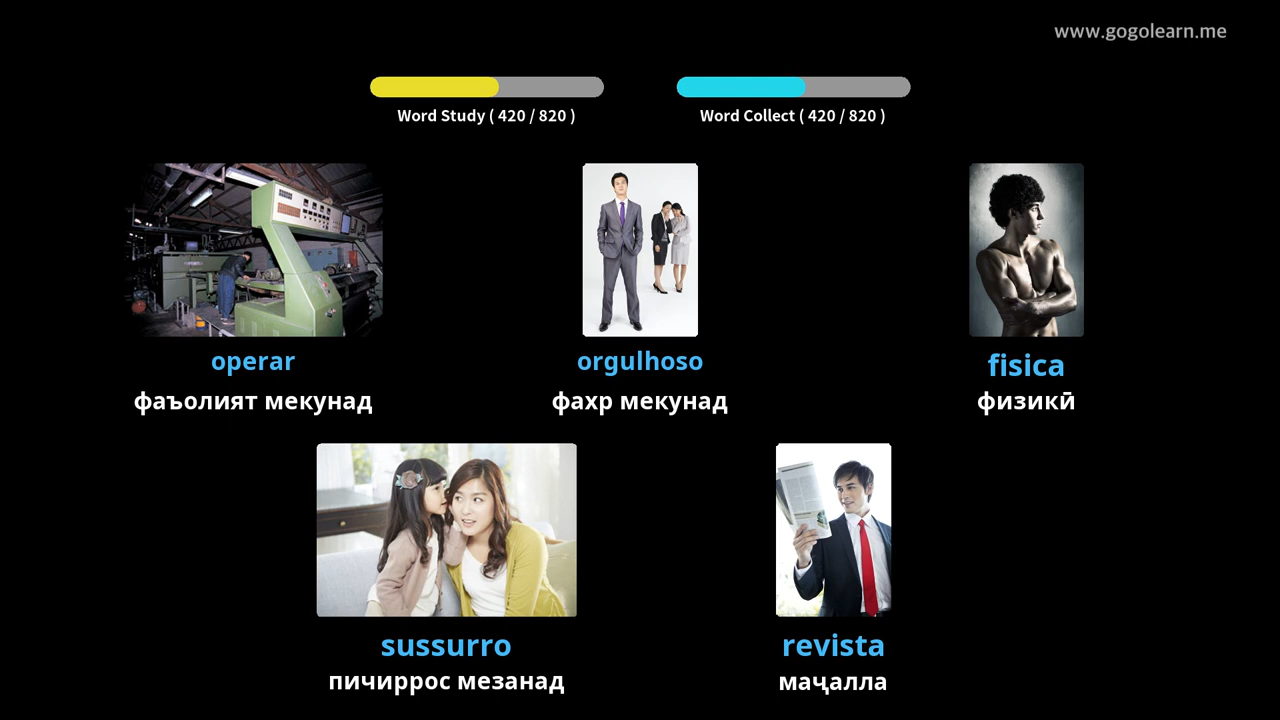 www.gogolearn.me
Word Study ( 420 / 820 )
Word Collect ( 420 / 820 )
operar
фаъолият мекунад
orgulhoso
фахр мекунад
fisica
физикӣ
sussurro
пичиррос мезанад
revista
маҷалла